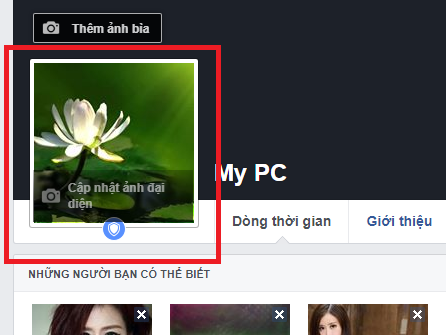 Thêm ảnh bìa
Cập nhật ảnh đại
diện
My PC
Dòng thời gian
Giới thiệu
NHỮNG NGƯỜI BẠN CÓ THỂ BIẾT